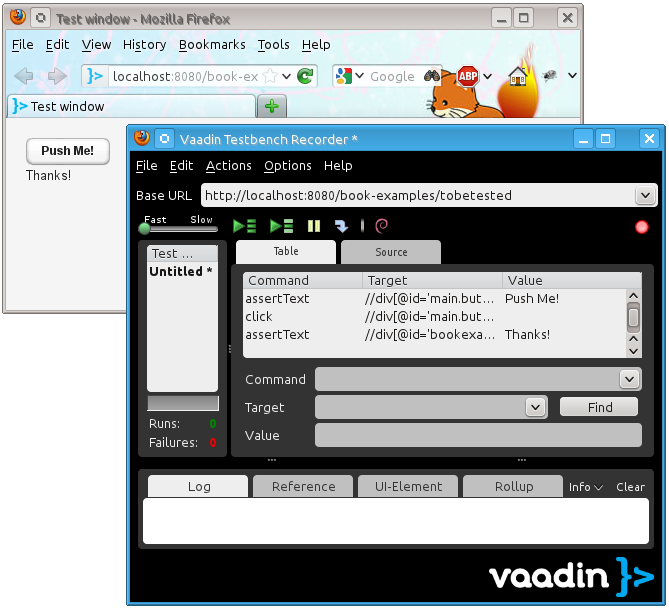 Test window - Mozilla Firefox
File Edit View History Bookmarks Tools Help
localhost:8080/book-ex Google ABP
Test window
Push Me!
Thanks!
Vaadin Testbench Recorder *
File Edit Actions Options Help
Base URL http://localhost:8080/book-examples/tobetested
Fast Slow
Test ...
Untitled *
Runs: 0
Failures: 0
Table Source
Command Target Value
assertText //div[@id='main.but... Push Me!
click //div[@id='main.but...
assertText //div[@id='bookexa... Thanks!
Command
Target Find
Value
Log Reference UI-Element Rollup Info Clear
vaadin }>